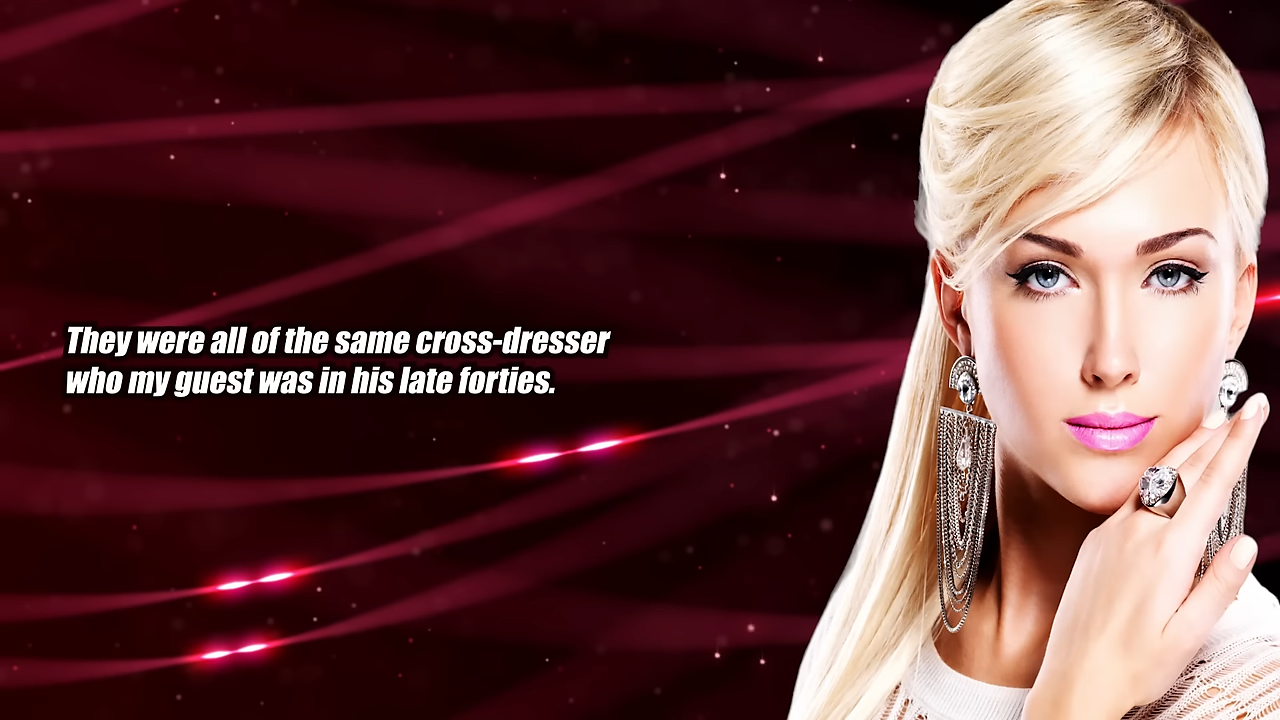 They were all of the same cross-dresser
who my guest was in his late forties.